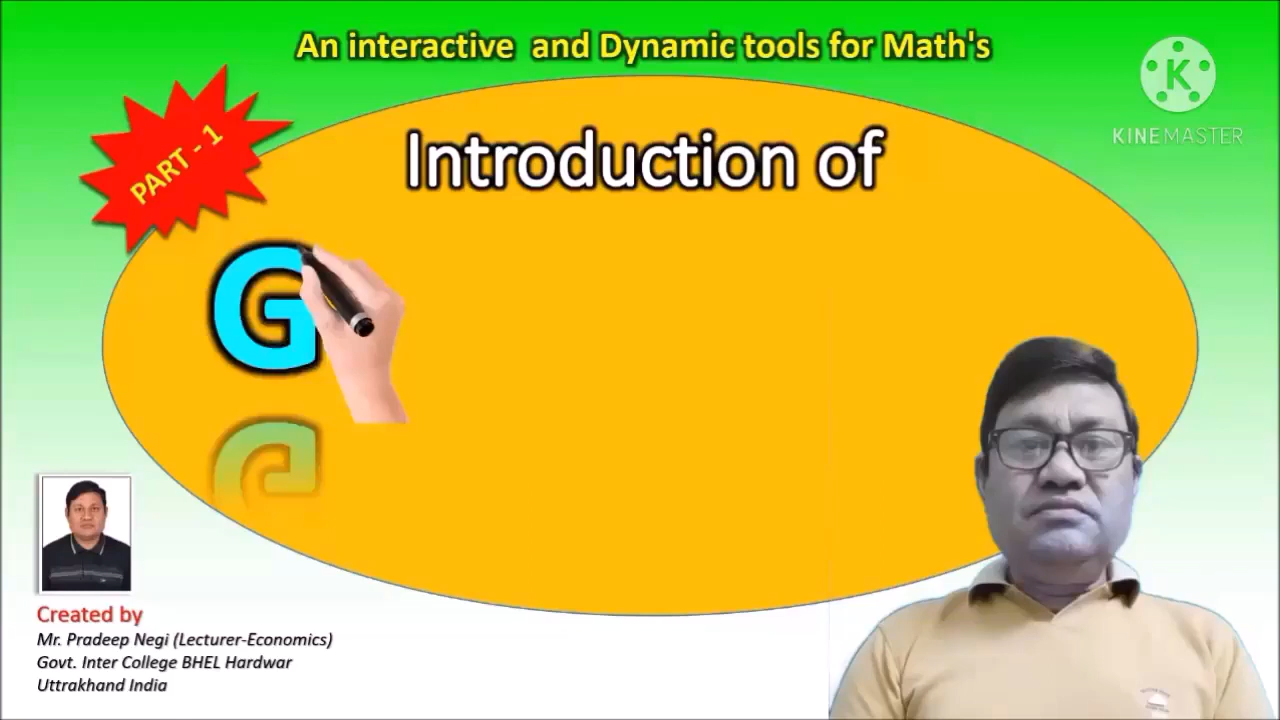 An interactive and Dynamic tools for Math's
PART - 1
Introduction of
G
K
KINEMASTER
Created by
Mr. Pradeep Negi (Lecturer-Economics)
Govt. Inter College BHEL Hardwar
Uttrakhand India